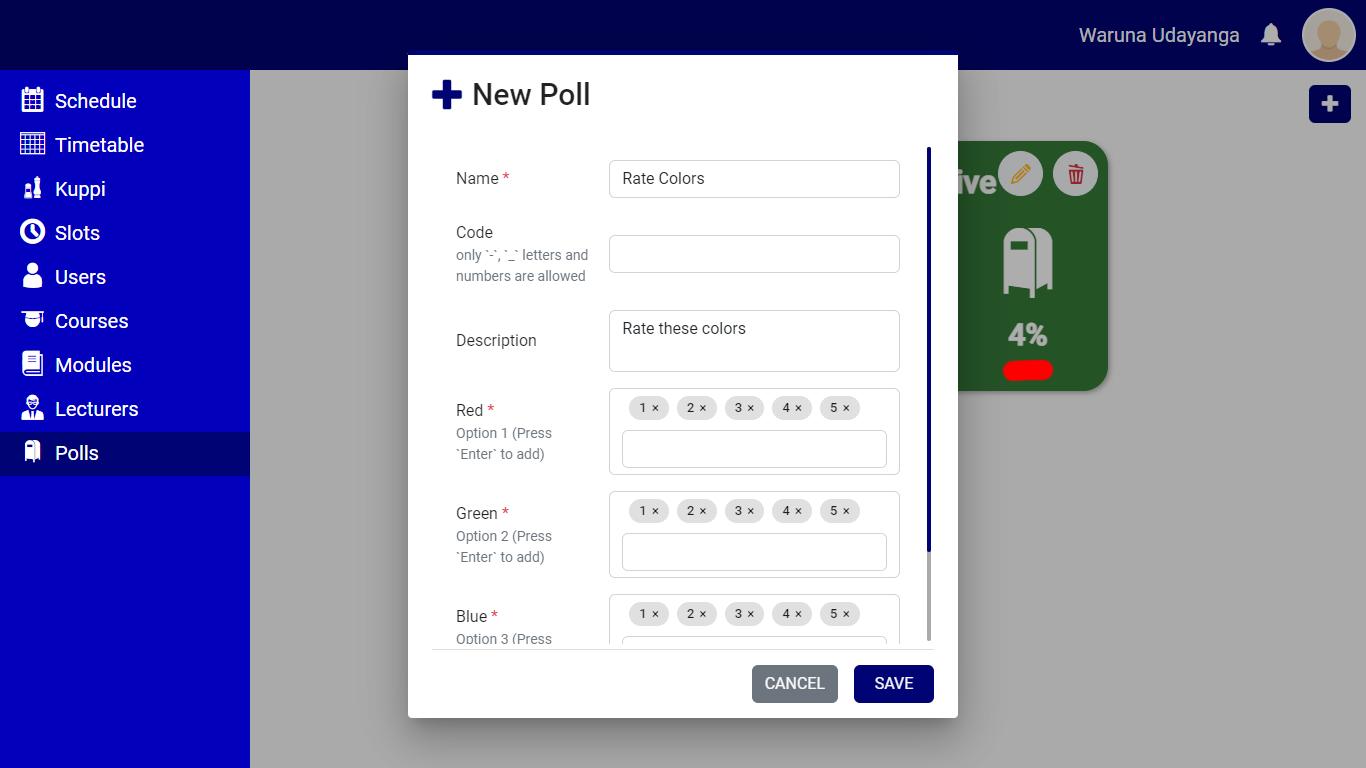 Waruna Udayanga
Schedule
Timetable
Kuppi
Slots
Users
Courses
Modules
Lecturers
Polls
New Poll
Name *
Rate Colors
Code
only `-`, `_` letters and
numbers are allowed
Description
Rate these colors
Red *
Option 1 (Press
`Enter` to add)
1 × 2 × 3 × 4 × 5 ×
Green *
Option 2 (Press
`Enter` to add)
1 × 2 × 3 × 4 × 5 ×
Blue *
Option 3 (Press
1 × 2 × 3 × 4 × 5 ×
CANCEL
SAVE
ive
4%